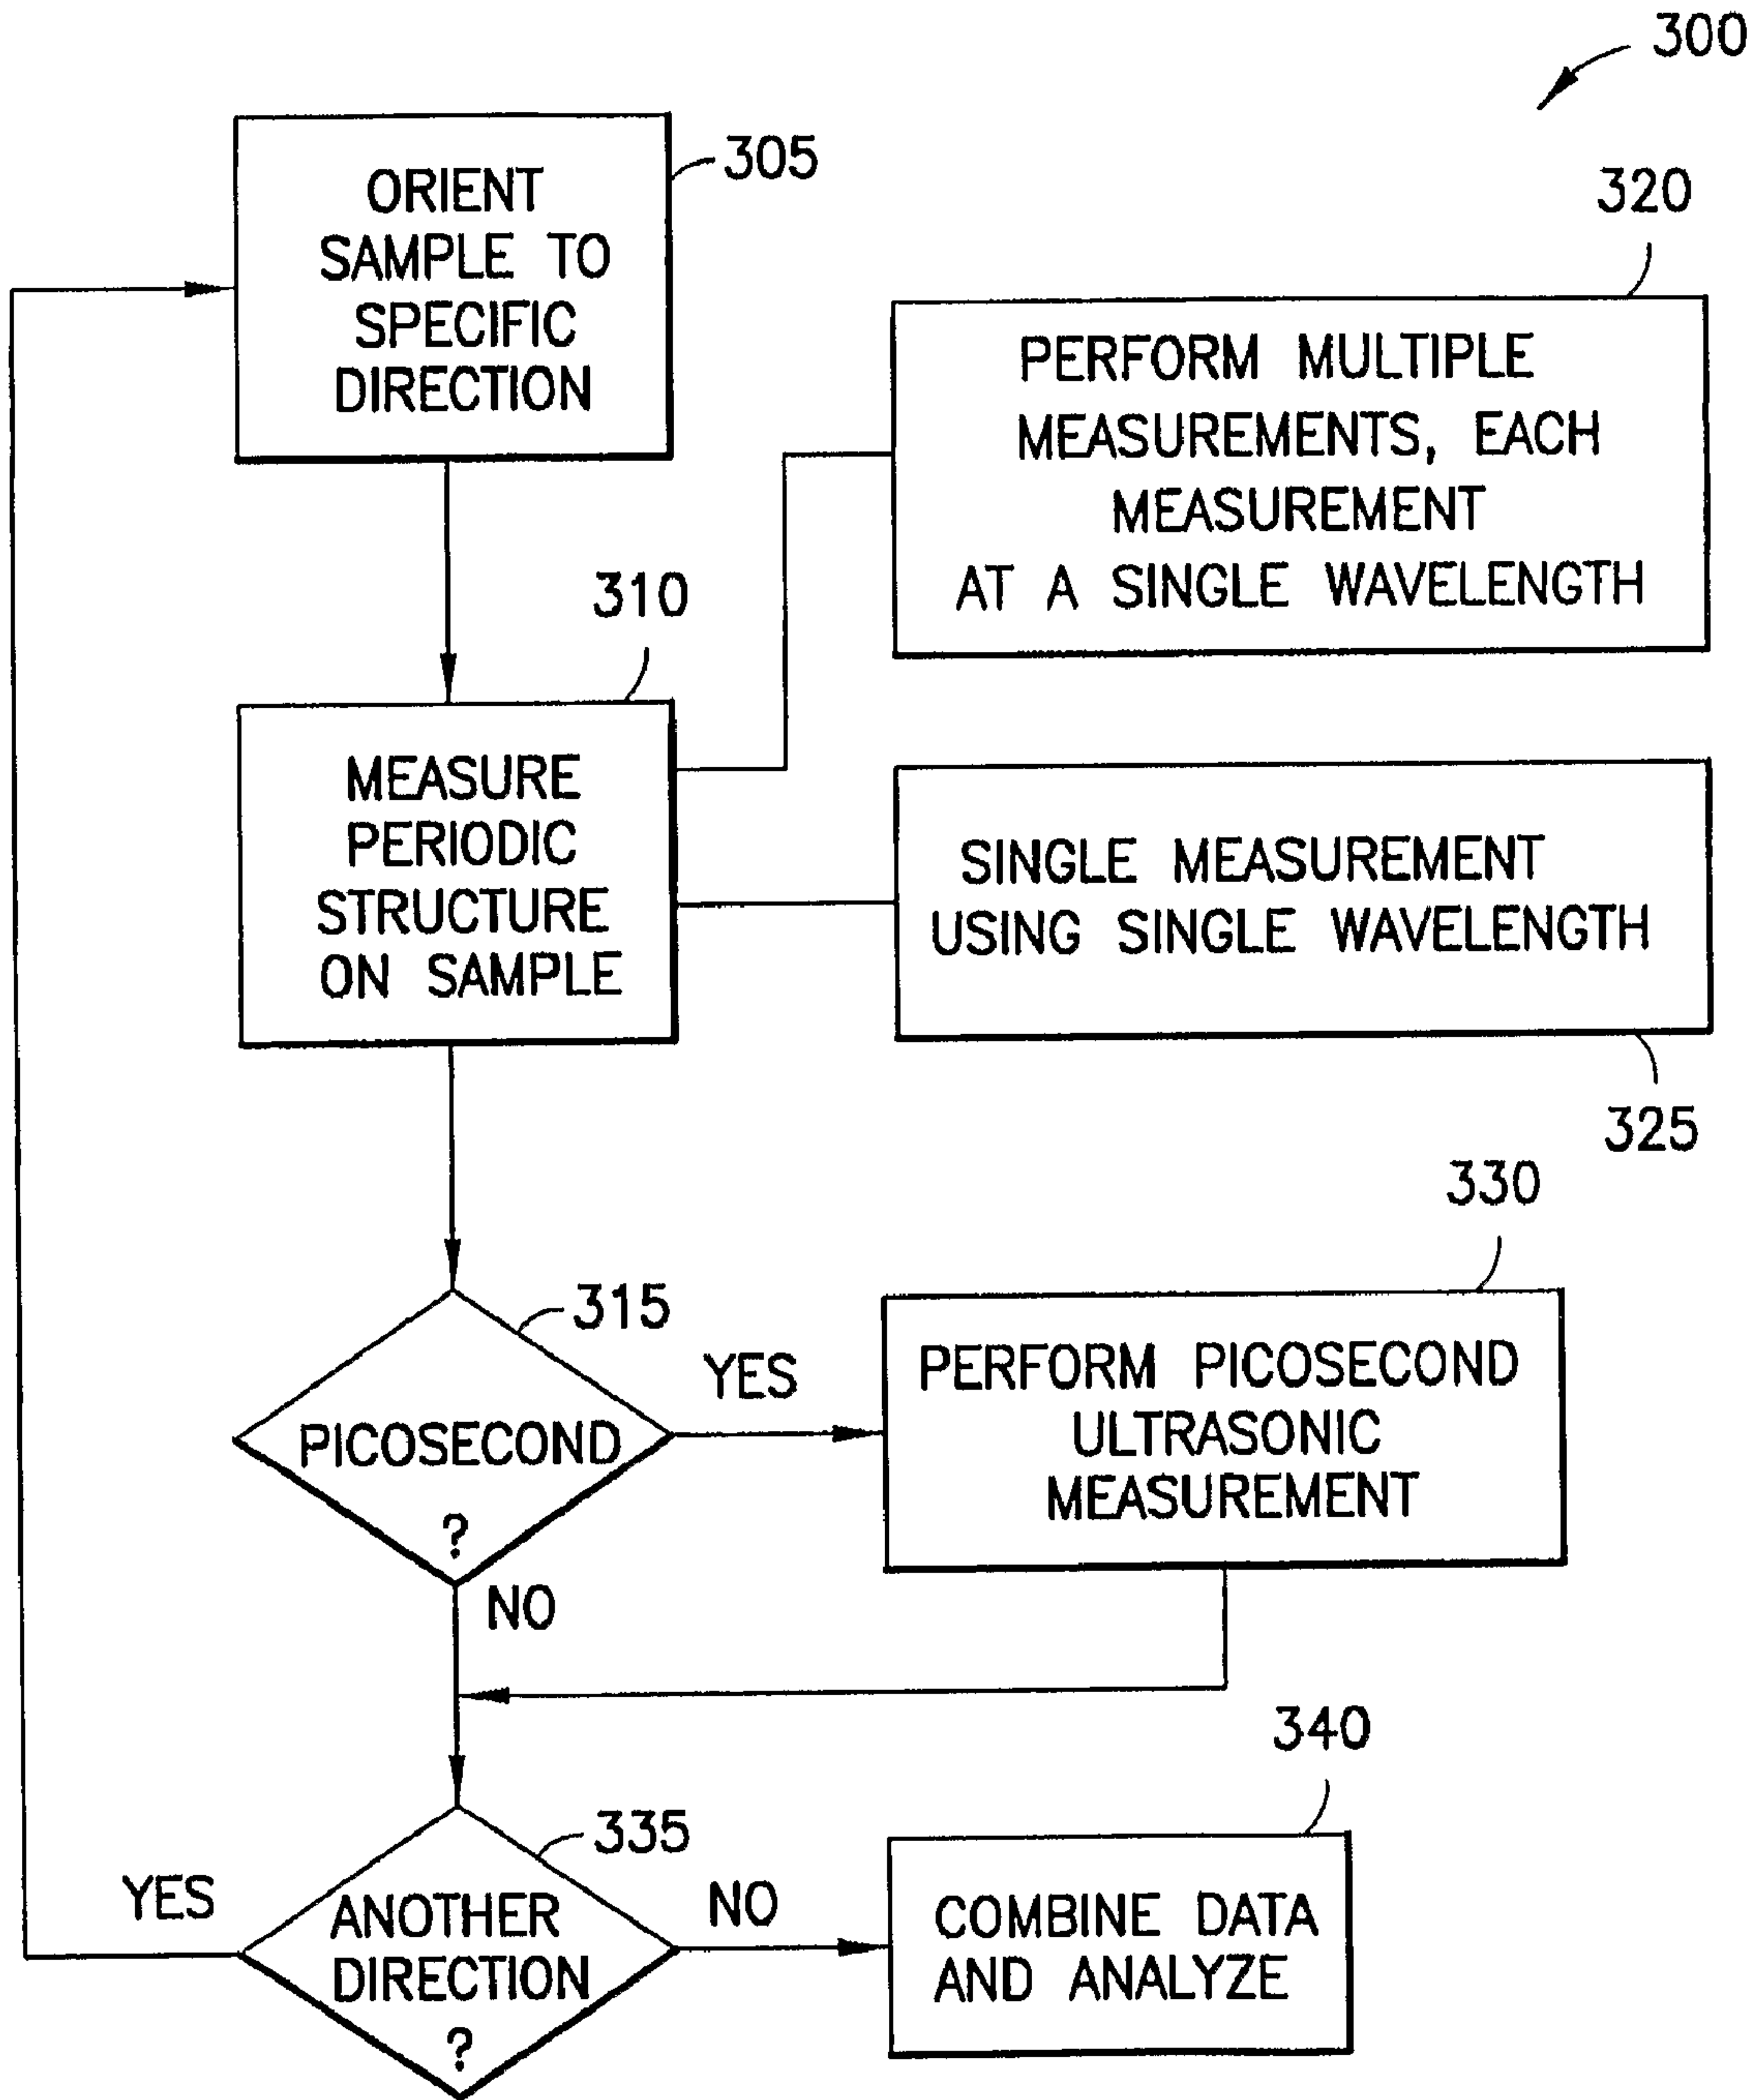 300
305
ORIENT
SAMPLE TO
SPECIFIC
DIRECTION
320
PERFORM MULTIPLE
MEASUREMENTS, EACH
MEASUREMENT
AT A SINGLE WAVELENGTH
310
MEASURE
PERIODIC
STRUCTURE
ON SAMPLE
SINGLE MEASUREMENT
USING SINGLE WAVELENGTH
325
315
PICOSECOND
?
YES
NO
330
PERFORM PICOSECOND
ULTRASONIC
MEASUREMENT
335
ANOTHER
DIRECTION
?
YES
NO
340
COMBINE DATA
AND ANALYZE